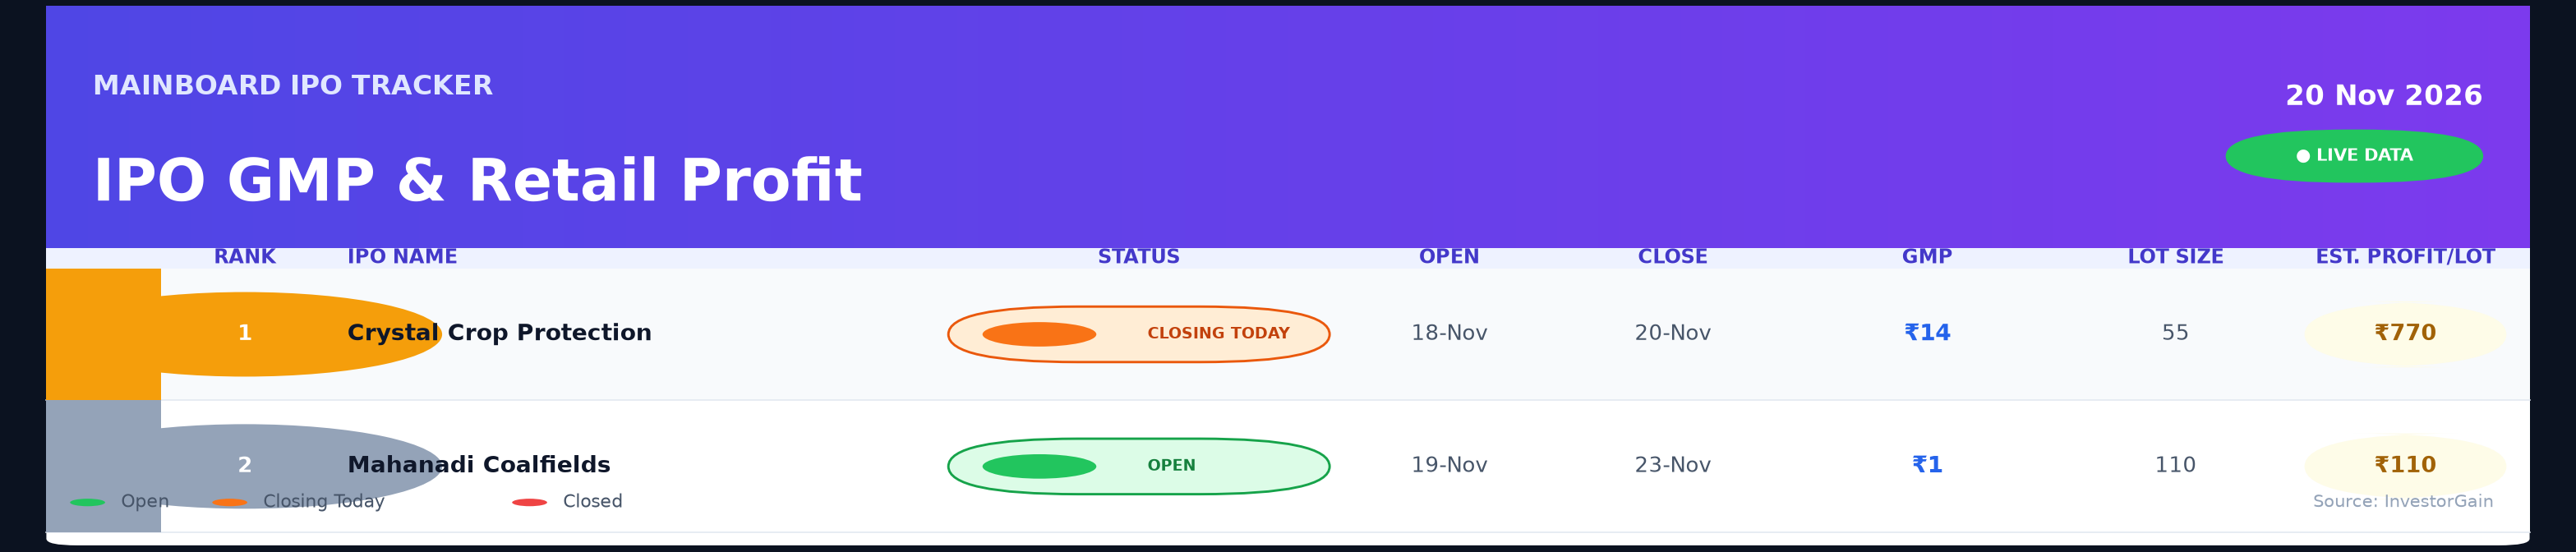 MAINBOARD IPO TRACKER
20 Nov 2026
● LIVE DATA
IPO GMP & Retail Profit
RANK IPO NAME STATUS OPEN CLOSE GMP LOT SIZE EST. PROFIT/LOT
1 Crystal Crop Protection CLOSING TODAY 18-Nov 20-Nov ₹14 55 ₹770
2 Mahanadi Coalfields OPEN 19-Nov 23-Nov ₹1 110 ₹110
Open Closing Today Closed Source: InvestorGain